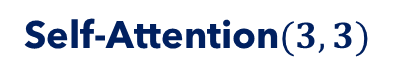 Self-Attention(3, 3)